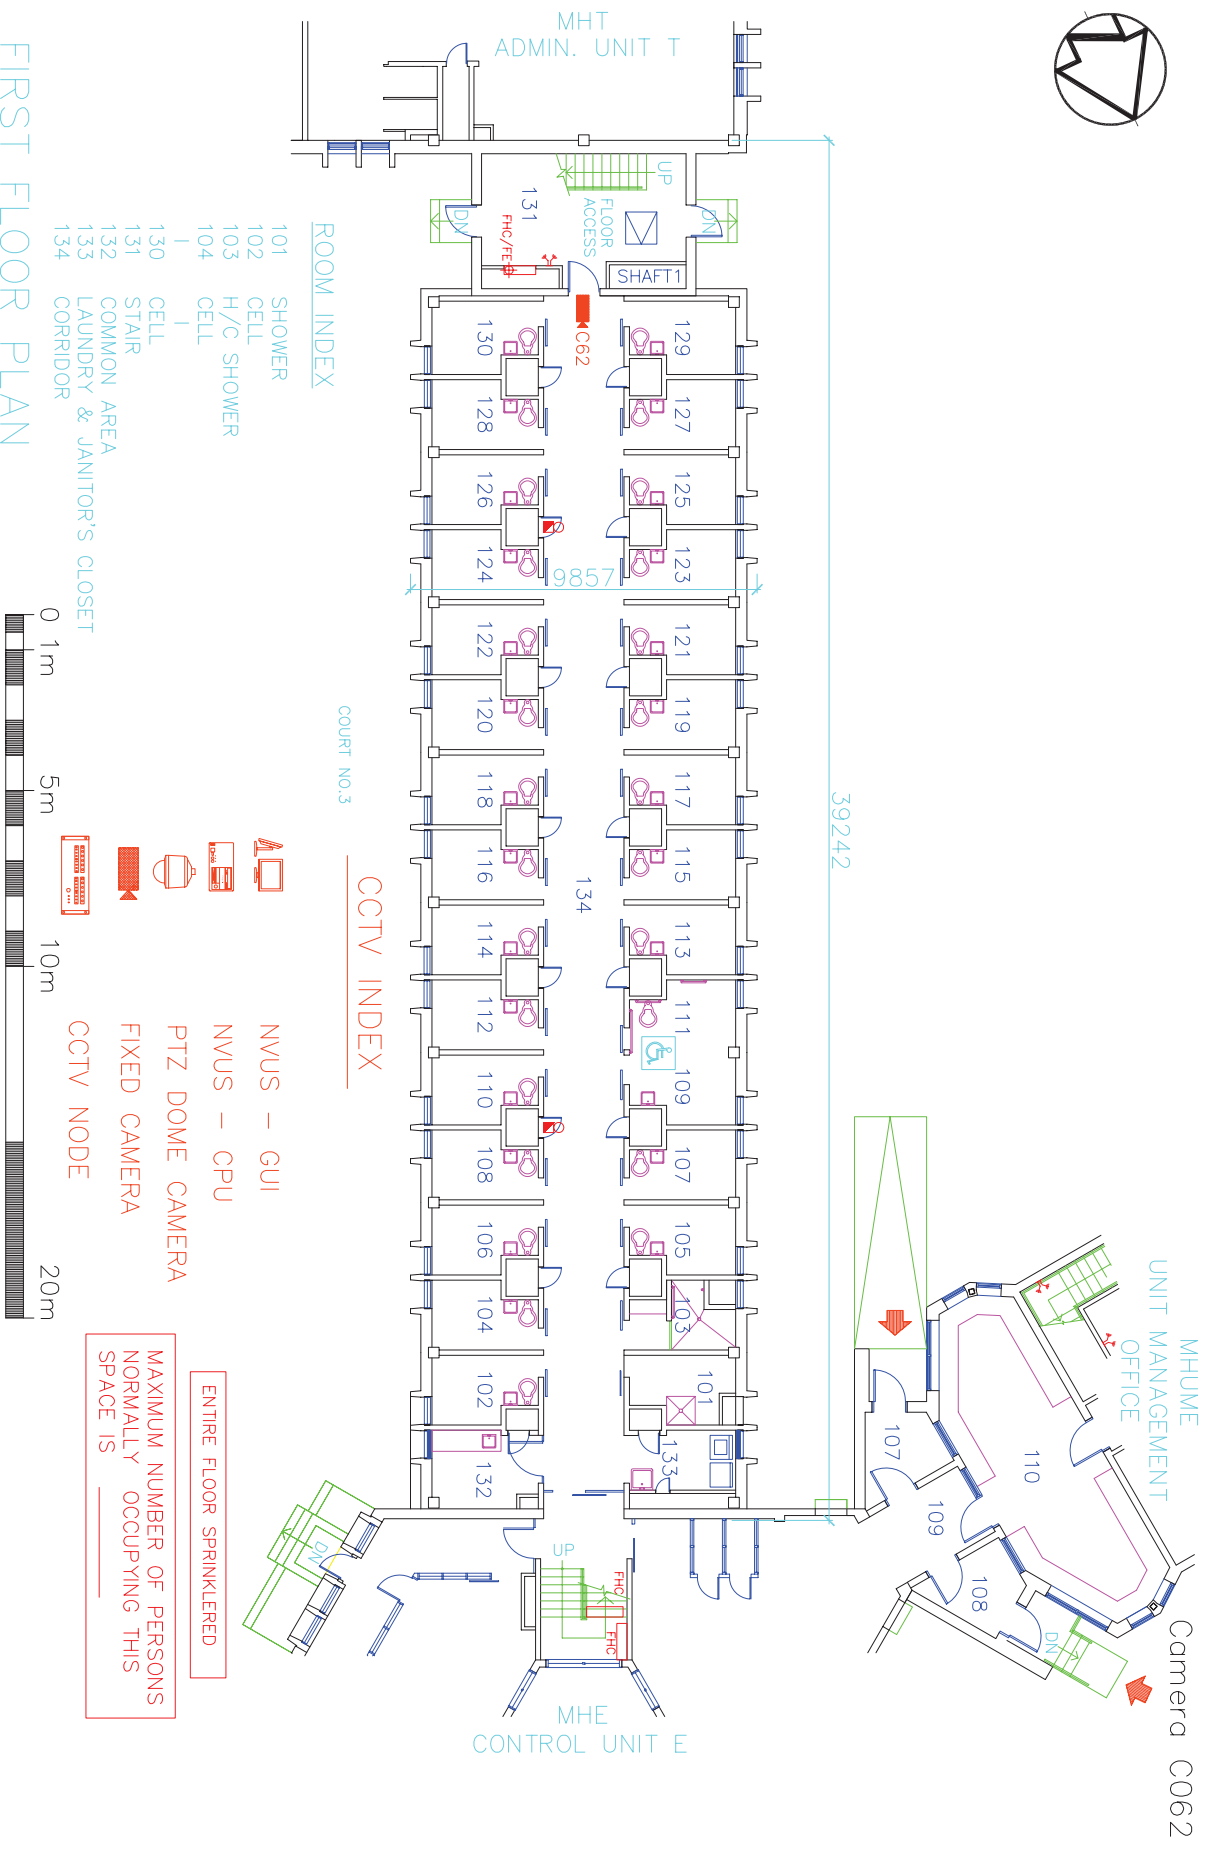 MHT
ADMIN. UNIT T
UP
FLOOR
ACCESS
131
DN
DN
FHC/FE
SHAFT1
C62
129
127
125
123
121
119
117
115
113
111
109
107
105
103
101
133
130
128
126
124
122
120
118
116
114
112
110
108
106
104
102
132
134
9857
39242
COURT NO.3
UP
FHC
FHC
DN
MHE
CONTROL UNIT E
MHUME
UNIT MANAGEMENT
OFFICE
110
107
109
108
DN
Camera C062
ROOM INDEX
101 SHOWER
102 CELL
103 H/C SHOWER
104 CELL
| |
130 CELL
131 STAIR
132 COMMON AREA
133 LAUNDRY & JANITOR'S CLOSET
134 CORRIDOR
FIRST FLOOR PLAN
CCTV INDEX
NVUS - GUI
NVUS - CPU
PTZ DOME CAMERA
FIXED CAMERA
CCTV NODE
0 1m 5m 10m 20m
ENTIRE FLOOR SPRINKLERED
MAXIMUM NUMBER OF PERSONS
NORMALLY OCCUPYING THIS
SPACE IS